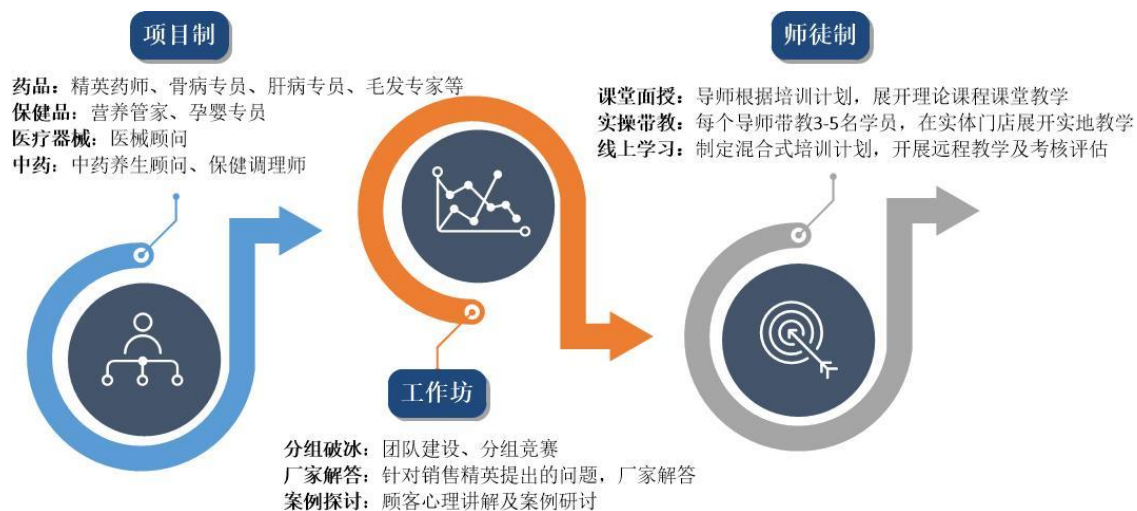 项目制
药品：精英药师、骨病专员、肝病专员、毛发专家等
保健品：营养管家、孕婴专员
医疗器械：医械顾问
中药：中药养生顾问、保健调理师
工作坊
分组破冰：团队建设、分组竞赛
厂家解答：针对销售精英提出的问题，厂家解答
案例探讨：顾客心理讲解及案例研讨
师徒制
课堂面授：导师根据培训计划，展开理论课程课堂教学
实操带教：每个导师带教3-5名学员，在实体门店展开实地教学
线上学习：制定混合式培训计划，开展远程教学及考核评估